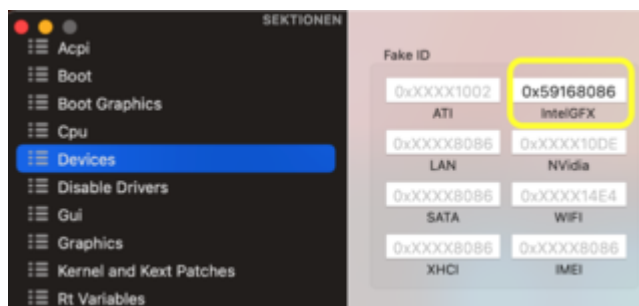 SEKTIONEN
Acpi
Boot
Boot Graphics
Cpu
Devices
Disable Drivers
Gui
Graphics
Kernel and Kext Patches
Rt Variables
Fake ID
0xXXXX1002 0x59168086
ATI IntelGFX
0xXXXX8086 0xXXXX10DE
LAN NVidia
0xXXXX8086 0xXXXX14E4
SATA WIFI
0xXXXX8086 0xXXXX8086
XHCI IMEI